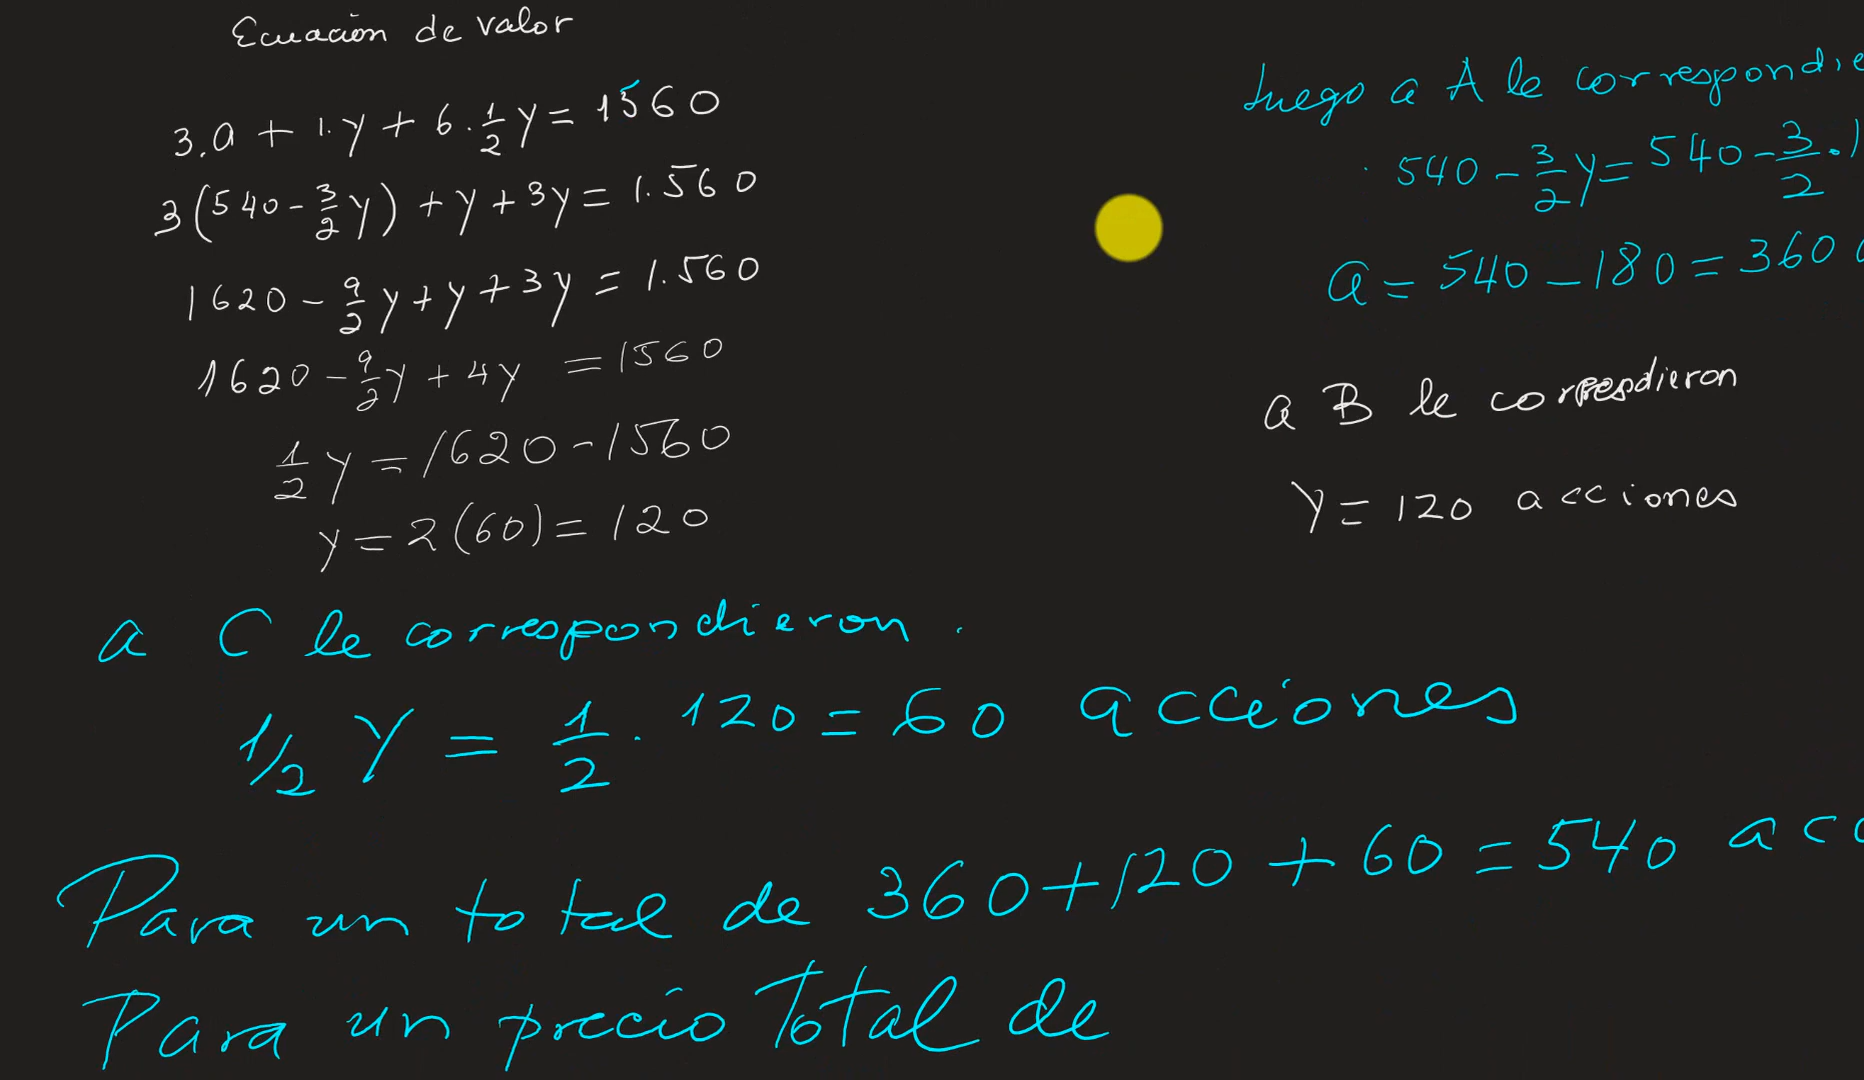 Ecuación de valor
3.a + 1.y + 6.1/2 y = 1560
3(540 - 3/2 y) + y + 3y = 1.560
1620 - 9/2 y + y + 3y = 1.560
1620 - 9/2 y + 4y = 1560
1/2 y = 1620 - 1560
y = 2(60) = 120
Luego a A le correspondie
540 - 3/2 y = 540 - 3/2 . 1
a = 540 - 180 = 360
a B le
y = 120 acciones
a C le correspondieron.
1/2 y = 1/2 . 120 = 60 acciones
Para un total de 360 + 120 + 60 = 540 acc
Para un precio Total de